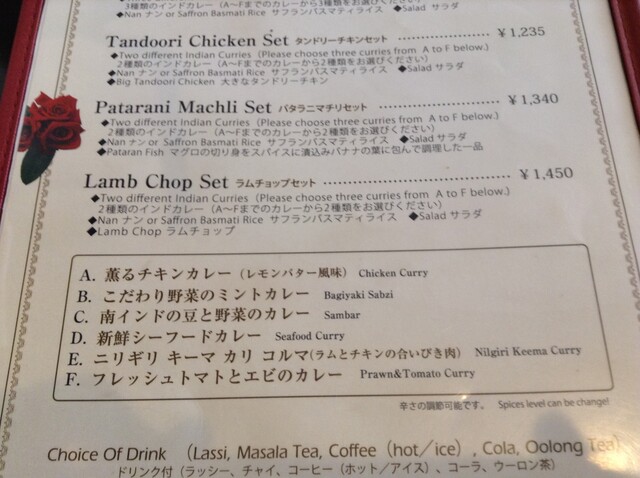 3種類のインドカレー（A～Fまでのカレーから3種類をお選びください）
◆Nan ナン or Saffron Basmati Rice サフランバスマティライス ◆Salad サラダ
Tandoori Chicken Set タンドリーチキンセット ............ ¥1,235
◆Two different Indian Curries（Please choose three curries from A to F below.）
2種類のインドカレー（A～Fまでのカレーから2種類をお選びください）
◆Nan ナン or Saffron Basmati Rice サフランバスマティライス ◆Salad サラダ
◆Big Tandoori Chicken 大きなタンドリーチキン
Patarani Machli Set パタラニマチリセット ............ ¥1,340
◆Two different Indian Curries（Please choose three curries from A to F below.）
2種類のインドカレー（A～Fまでのカレーから2種類をお選びください）
◆Nan ナン or Saffron Basmati Rice サフランバスマティライス ◆Salad サラダ
◆Pataran Fish マグロの切り身をスパイスに漬込みバナナの葉に包んで調理した一品
Lamb Chop Set ラムチョップセット ............ ¥1,450
◆Two different Indian Curries（Please choose three curries from A to F below.）
2種類のインドカレー（A～Fまでのカレーから2種類をお選びください）
◆Nan ナン or Saffron Basmati Rice サフランバスマティライス ◆Salad サラダ
◆Lamb Chop ラムチョップ
A. 薫るチキンカレー（レモンバター風味） Chicken Curry
B. こだわり野菜のミントカレー Bagiyaki Sabzi
C. 南インドの豆と野菜のカレー Sambar
D. 新鮮シーフードカレー Seafood Curry
E. ニリギリ キーマ カリ コルマ(ラムとチキンの合いびき肉) Nilgiri Keema Curry
F. フレッシュトマトとエビのカレー Prawn&Tomato Curry
辛さの調節可能です。 Spices level can be change!
Choice Of Drink （Lassi, Masala Tea, Coffee（hot／ice）, Cola, Oolong Tea）
ドリンク付（ラッシー、チャイ、コーヒー（ホット／アイス）、コーラ、ウーロン茶）